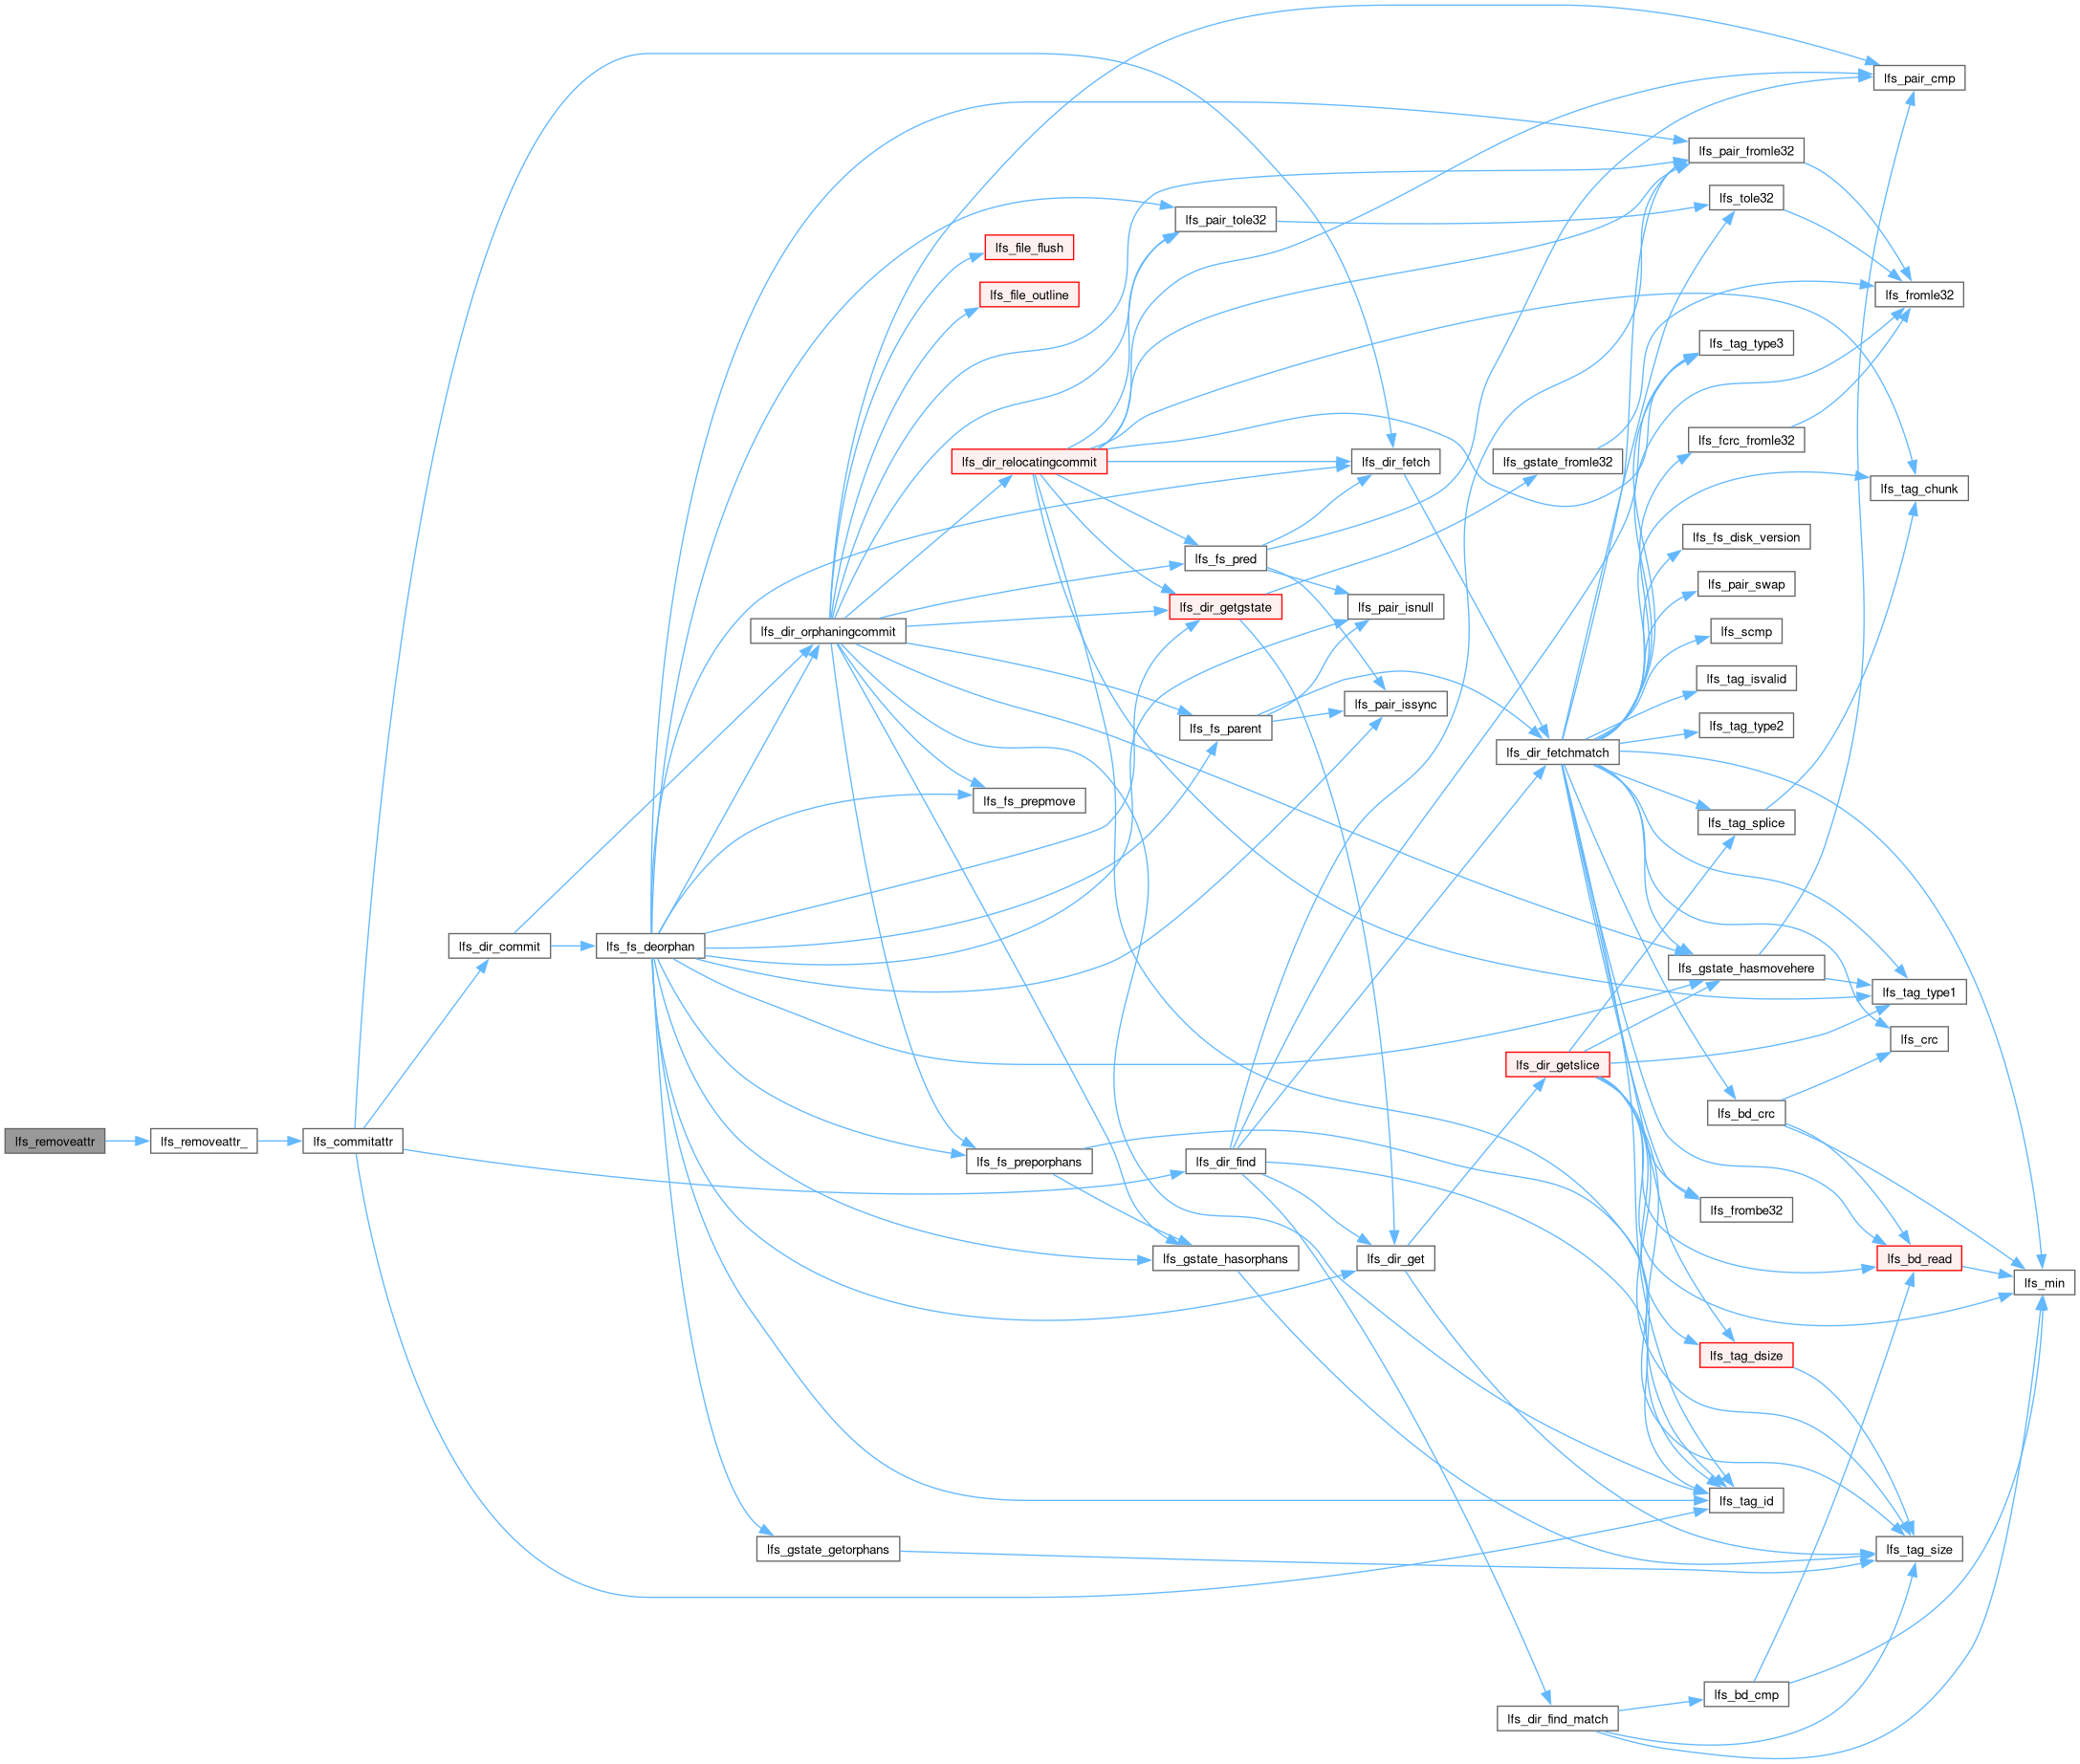 lfs_removeattr
lfs_removeattr_
lfs_commitattr
lfs_dir_commit
lfs_fs_deorphan
lfs_dir_orphaningcommit
lfs_gstate_getorphans
lfs_file_flush
lfs_file_outline
lfs_dir_relocatingcommit
lfs_fs_prepmove
lfs_fs_preporphans
lfs_pair_tole32
lfs_fs_pred
lfs_dir_getgstate
lfs_fs_parent
lfs_dir_find
lfs_gstate_hasorphans
lfs_dir_fetch
lfs_pair_isnull
lfs_pair_issync
lfs_dir_get
lfs_gstate_fromle32
lfs_dir_fetchmatch
lfs_dir_getslice
lfs_dir_find_match
lfs_pair_fromle32
lfs_tole32
lfs_tag_type3
lfs_fcrc_fromle32
lfs_fs_disk_version
lfs_pair_swap
lfs_scmp
lfs_tag_isvalid
lfs_tag_type2
lfs_tag_splice
lfs_gstate_hasmovehere
lfs_bd_crc
lfs_frombe32
lfs_tag_dsize
lfs_tag_id
lfs_bd_cmp
lfs_pair_cmp
lfs_fromle32
lfs_tag_chunk
lfs_tag_type1
lfs_crc
lfs_bd_read
lfs_tag_size
lfs_min